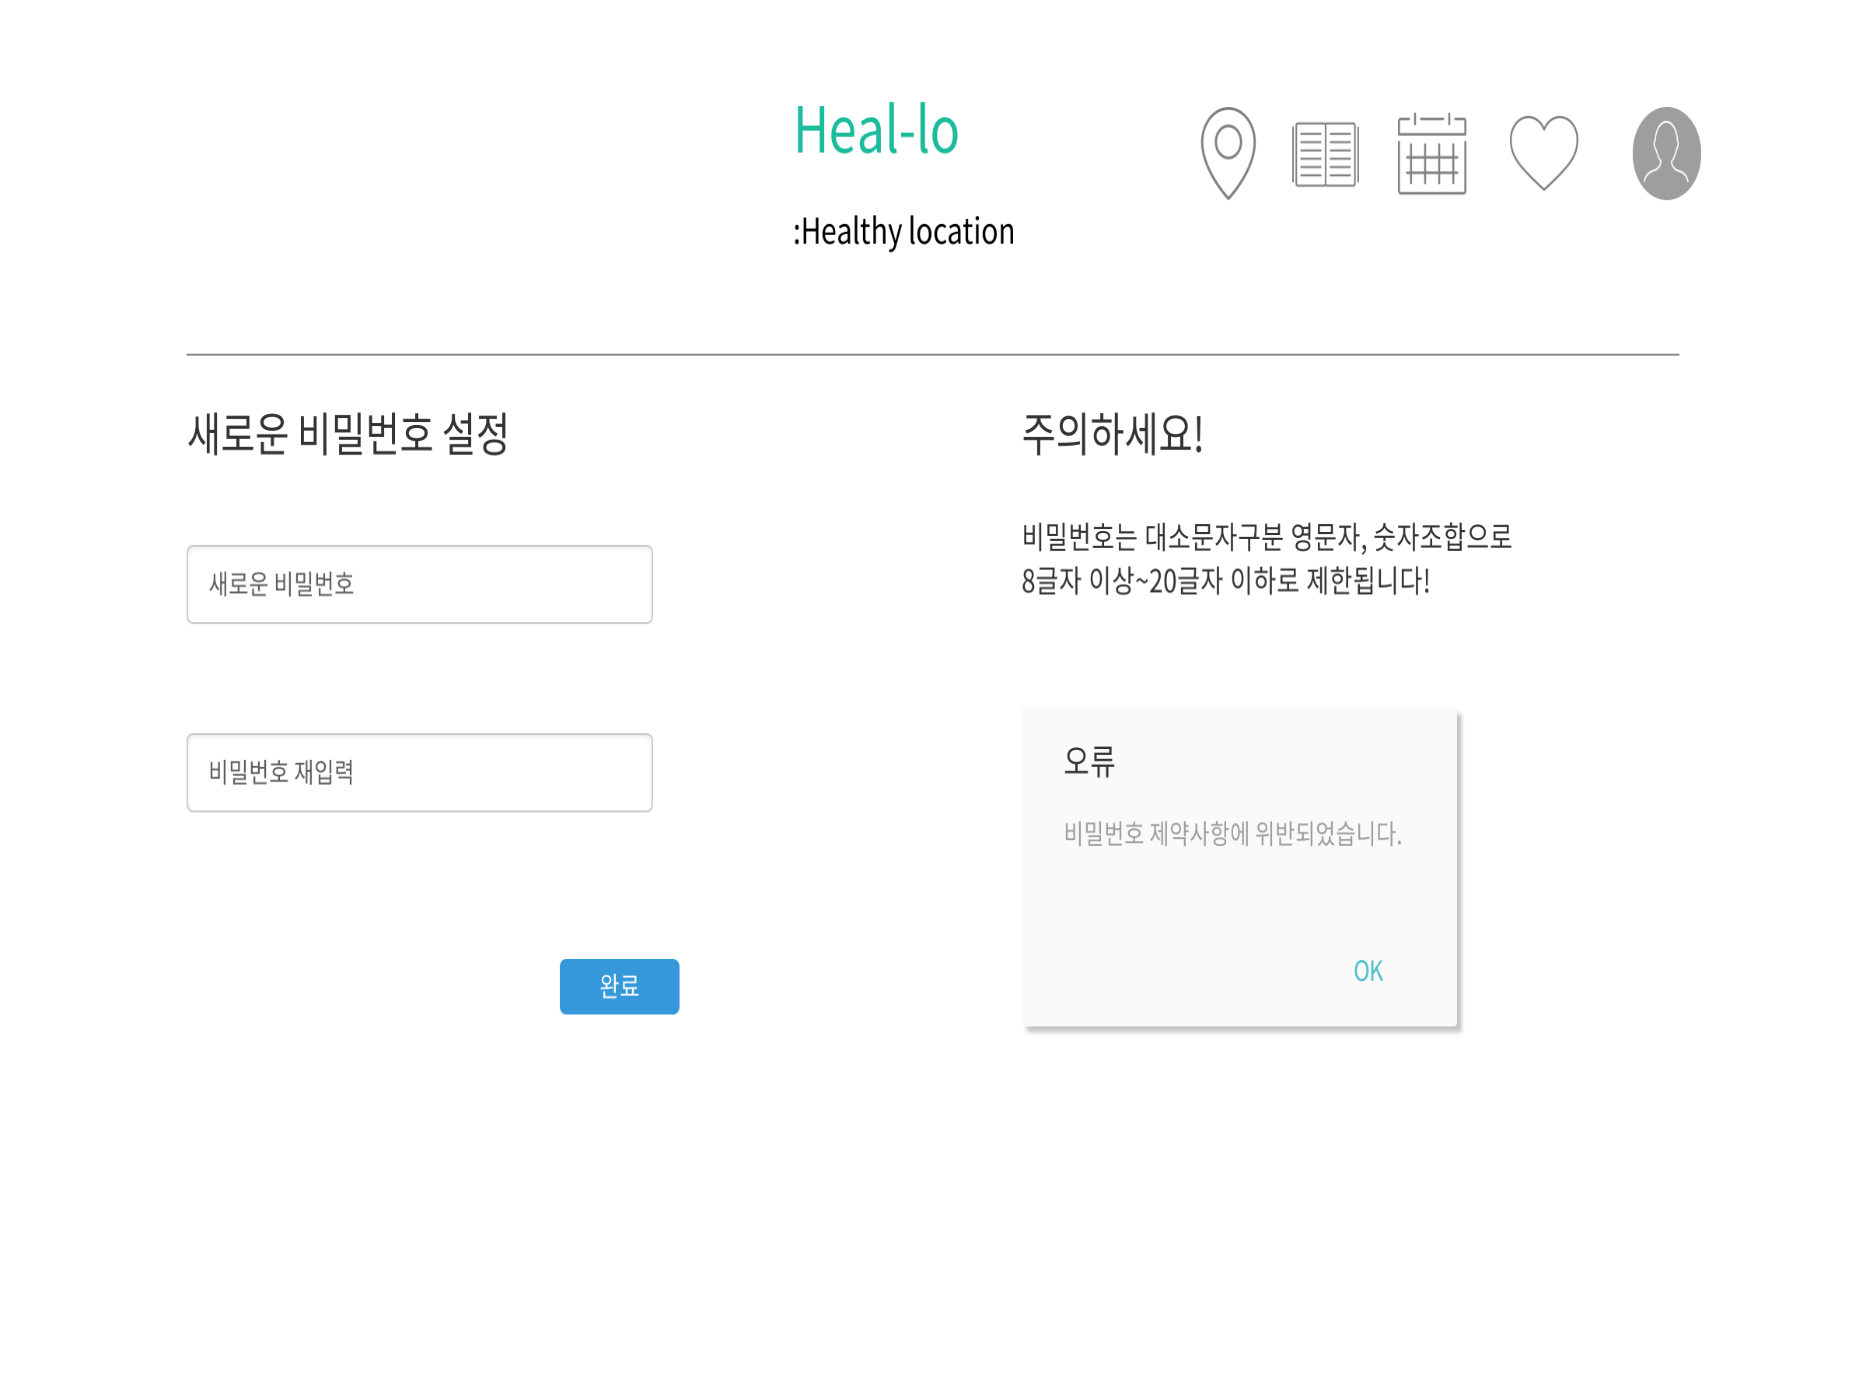 Heal-lo
:Healthy location
새로운 비밀번호 설정
새로운 비밀번호
비밀번호 재입력
완료
주의하세요!
비밀번호는 대소문자구분 영문자, 숫자조합으로
8글자 이상~20글자 이하로 제한됩니다!
오류
비밀번호 제약사항에 위반되었습니다.
OK